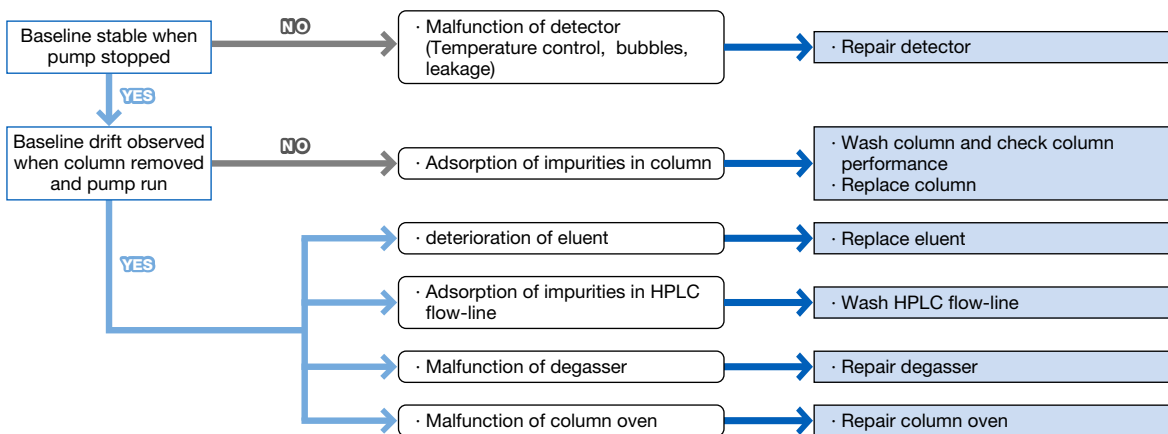 Baseline stable when
pump stopped
NO
· Malfunction of detector
(Temperature control, bubbles,
leakage)
· Repair detector
YES
Baseline drift observed
when column removed
and pump run
NO
· Adsorption of impurities in column
· Wash column and check column
performance
· Replace column
YES
· deterioration of eluent
· Replace eluent
· Adsorption of impurities in HPLC
flow-line
· Wash HPLC flow-line
· Malfunction of degasser
· Repair degasser
· Malfunction of column oven
· Repair column oven